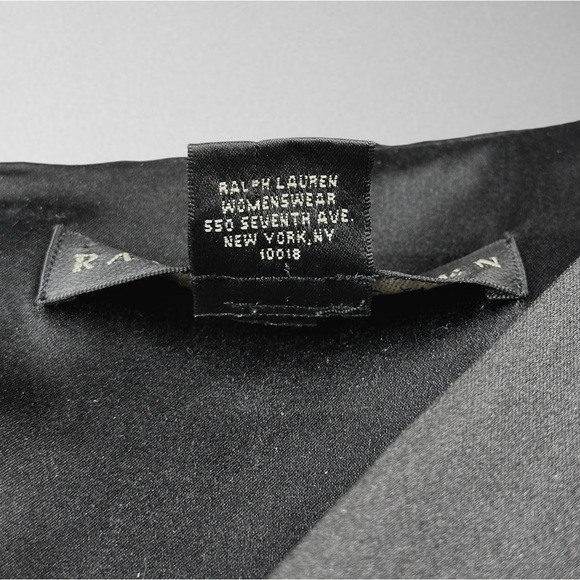 RALPH LAUREN
WOMENSWEAR
550 SEVENTH AVE.
NEW YORK, NY
10018